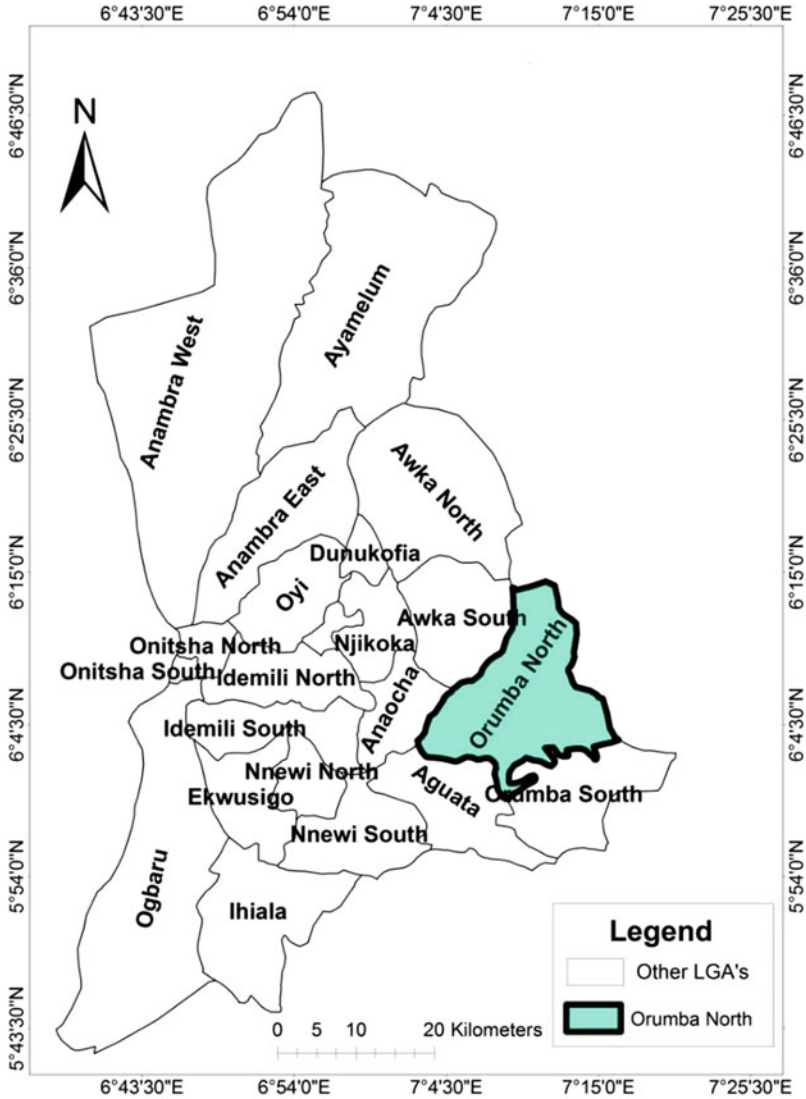 6°43'30"E 6°54'0"E 7°4'30"E 7°15'0"E 7°25'30"E
6°46'30"N
6°46'30"N
N
6°36'0"N
6°36'0"N
Ayamelum
Anambra West
6°25'30"N
6°25'30"N
Awka North
Anambra East
Dunukofia
6°15'0"N
6°15'0"N
Oyi
Awka South
Onitsha North
Njikoka
Onitsha South
Idemili North
Orumba North
Anaocha
6°4'30"N
6°4'30"N
Idemili South
Nnewi North
Aguata
Ekwusigo
Orumba South
Nnewi South
5°54'0"N
5°54'0"N
Ogbaru
Ihiala
Legend
Other LGA's
Orumba North
0 5 10 20 Kilometers
5°43'30"N
5°43'30"N
6°43'30"E 6°54'0"E 7°4'30"E 7°15'0"E 7°25'30"E